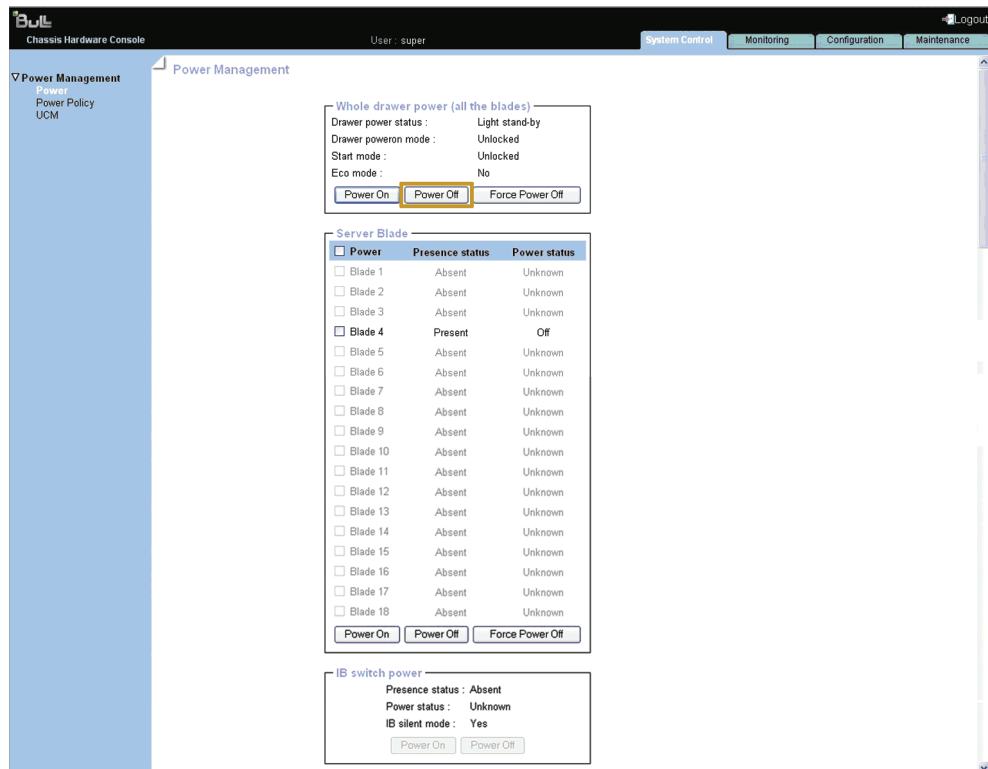 Bull
Logout
Chassis Hardware Console
User : super
System Control
Monitoring
Configuration
Maintenance
Power Management
Power
Power Policy
UCM
Power Management
Whole drawer power (all the blades)
Drawer power status : Light stand-by
Drawer poweron mode : Unlocked
Start mode : Unlocked
Eco mode : No
Power On Power Off Force Power Off
Server Blade
Power Presence status Power status
Blade 1 Absent Unknown
Blade 2 Absent Unknown
Blade 3 Absent Unknown
Blade 4 Present Off
Blade 5 Absent Unknown
Blade 6 Absent Unknown
Blade 7 Absent Unknown
Blade 8 Absent Unknown
Blade 9 Absent Unknown
Blade 10 Absent Unknown
Blade 11 Absent Unknown
Blade 12 Absent Unknown
Blade 13 Absent Unknown
Blade 14 Absent Unknown
Blade 15 Absent Unknown
Blade 16 Absent Unknown
Blade 17 Absent Unknown
Blade 18 Absent Unknown
Power On Power Off Force Power Off
IB switch power
Presence status : Absent
Power status : Unknown
IB silent mode : Yes
Power On Power Off